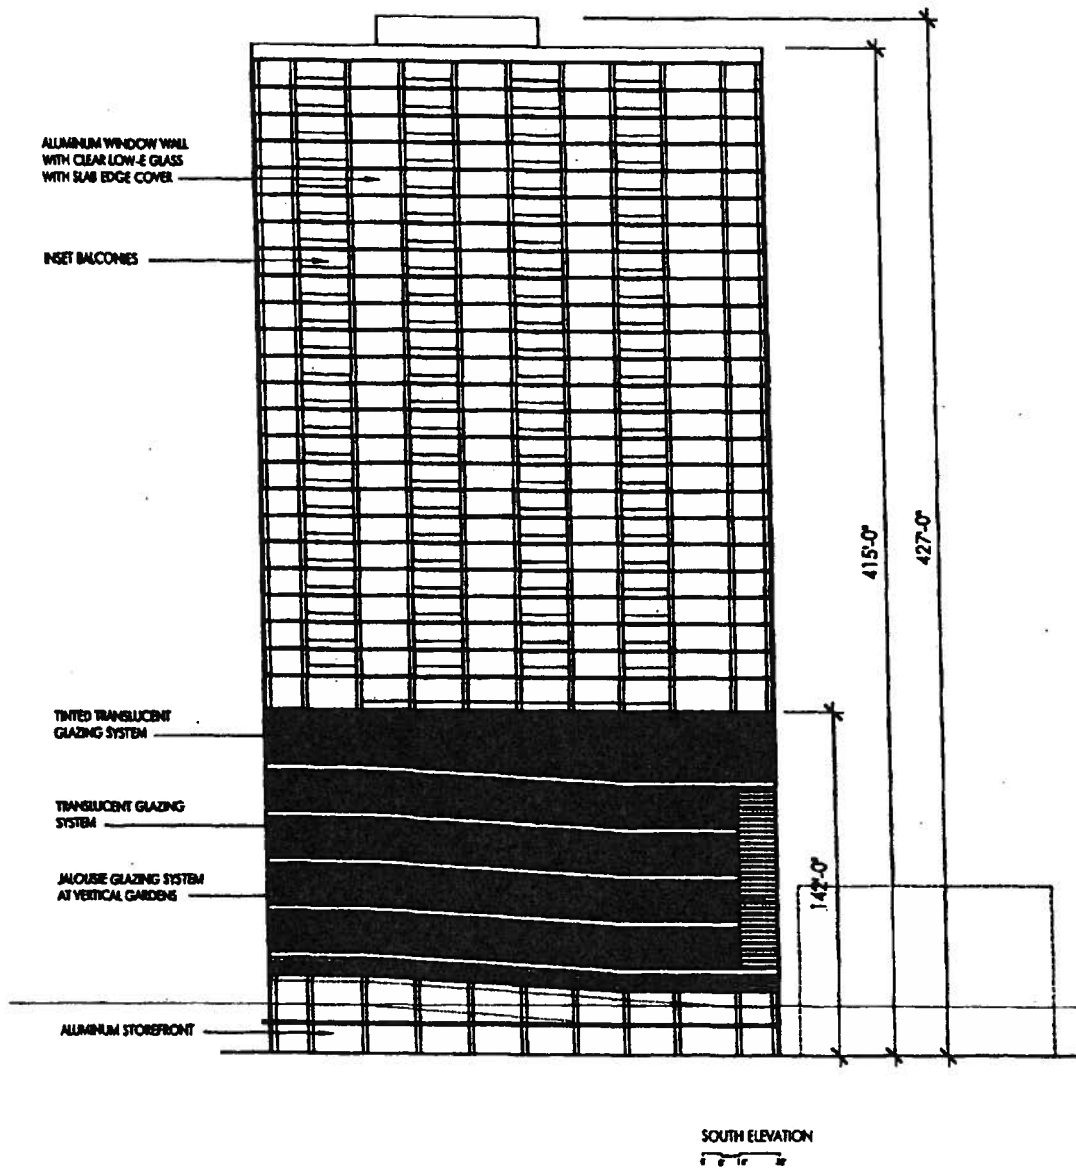 ALUMINUM WINDOW WALL
WITH CLEAR LOW-E GLASS
WITH SLAB EDGE COVER
INSET BALCONIES
415'-0"
427'-0"
TINTED TRANSLUCENT
GLAZING SYSTEM
TRANSLUCENT GLAZING
SYSTEM
JALOUSIE GLAZING SYSTEM
AT VERTICAL GARDENS
142'-0"
ALUMINUM STOREFRONT
SOUTH ELEVATION